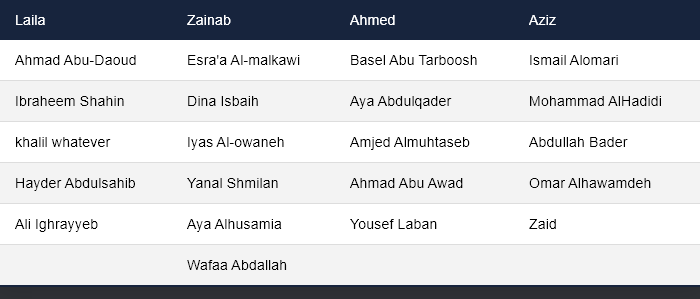 Laila Zainab Ahmed Aziz
Ahmad Abu-Daoud Esra'a Al-malkawi Basel Abu Tarboosh Ismail Alomari
Ibraheem Shahin Dina Isbaih Aya Abdulqader Mohammad AlHadidi
khalil whatever Iyas Al-owaneh Amjed Almuhtaseb Abdullah Bader
Hayder Abdulsahib Yanal Shmilan Ahmad Abu Awad Omar Alhawamdeh
Ali Ighrayyeb Aya Alhusamia Yousef Laban Zaid
Wafaa Abdallah